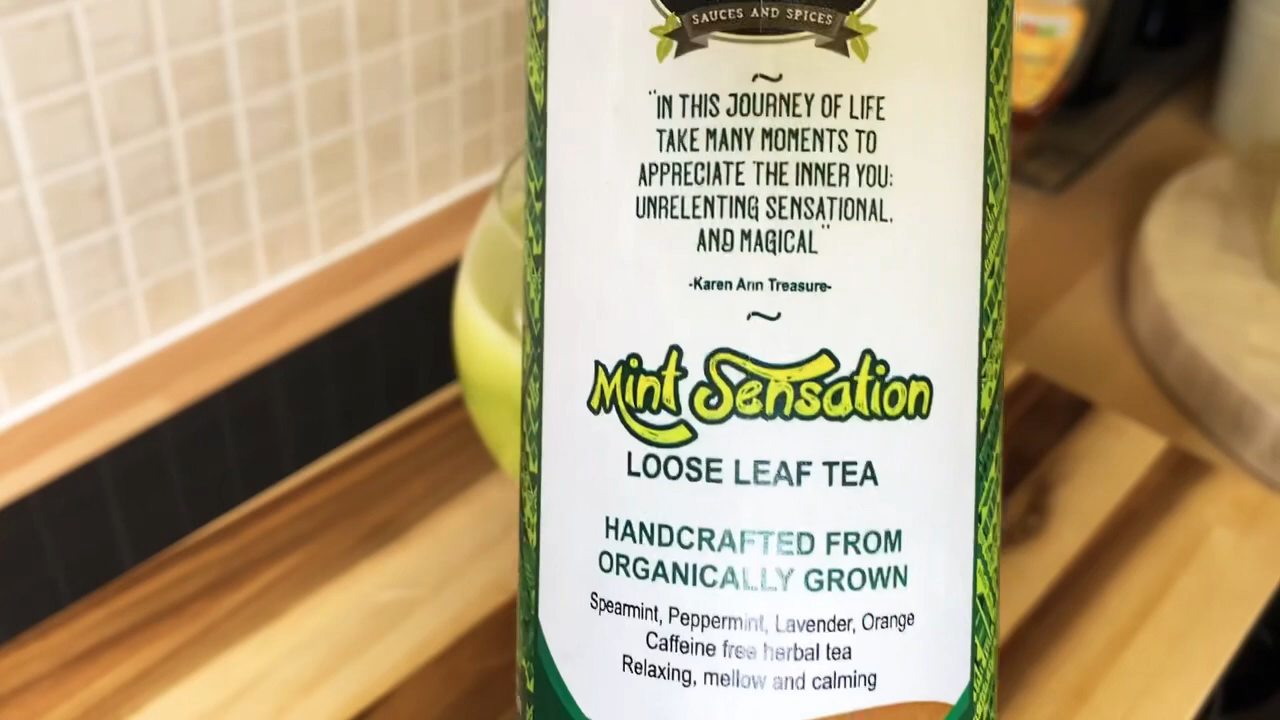 SAUCES AND SPICES
~
"IN THIS JOURNEY OF LIFE
TAKE MANY MOMENTS TO
APPRECIATE THE INNER YOU:
UNRELENTING SENSATIONAL,
AND MAGICAL"
-Karen Ann Treasure-
~
Mint Sensation
LOOSE LEAF TEA
HANDCRAFTED FROM
ORGANICALLY GROWN
Spearmint, Peppermint, Lavender, Orange
Caffeine free herbal tea
Relaxing, mellow and calming